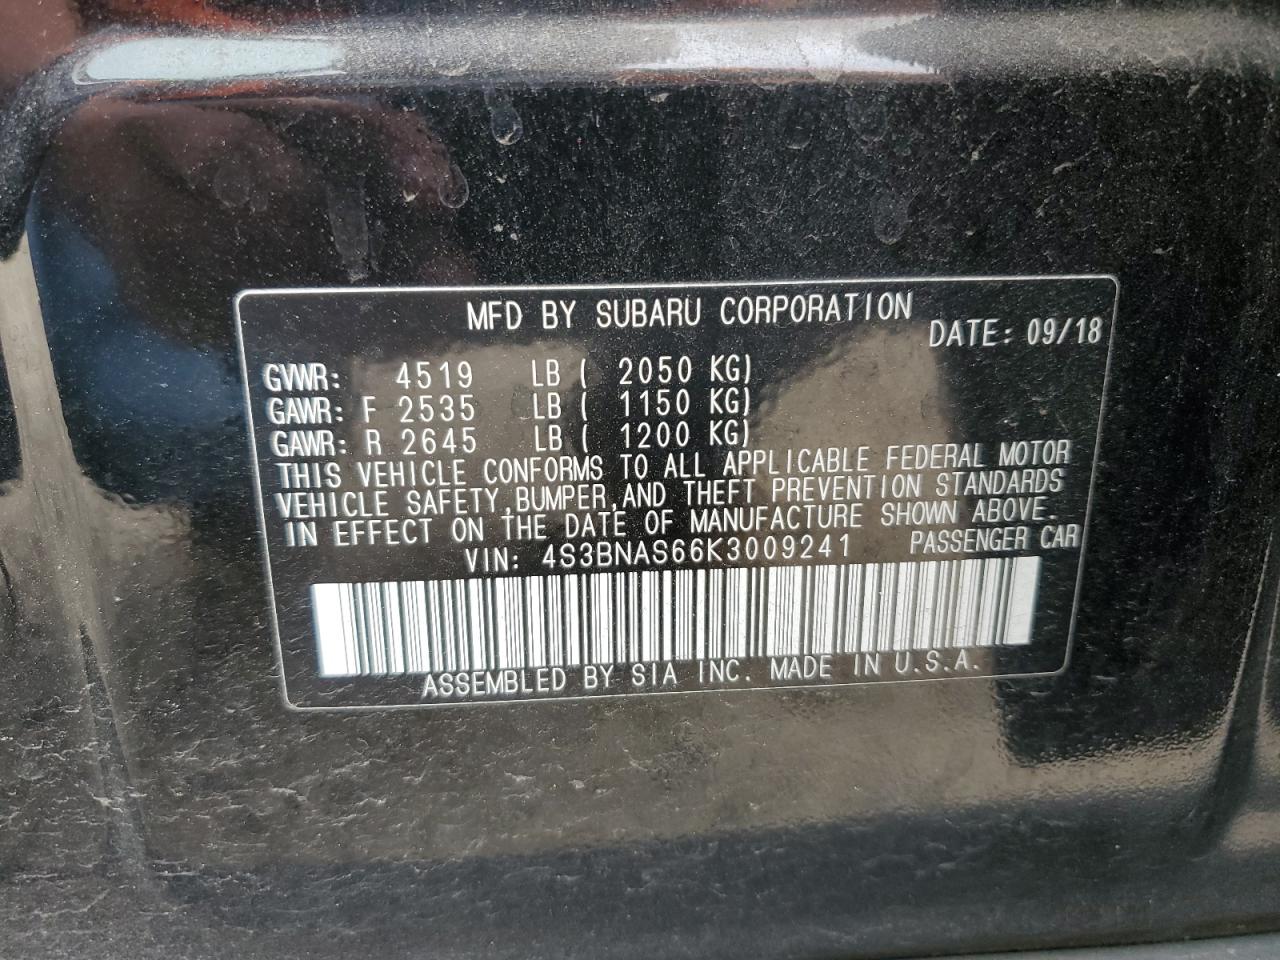 MFD BY SUBARU CORPORATION
DATE: 09/18
GVWR: 4519 LB ( 2050 KG)
GAWR: F 2535 LB ( 1150 KG)
GAWR: R 2645 LB ( 1200 KG)
THIS VEHICLE CONFORMS TO ALL APPLICABLE FEDERAL MOTOR
VEHICLE SAFETY,BUMPER,AND THEFT PREVENTION STANDARDS
IN EFFECT ON THE DATE OF MANUFACTURE SHOWN ABOVE.
VIN: 4S3BNAS66K3009241 PASSENGER CAR
ASSEMBLED BY SIA INC. MADE IN U.S.A.